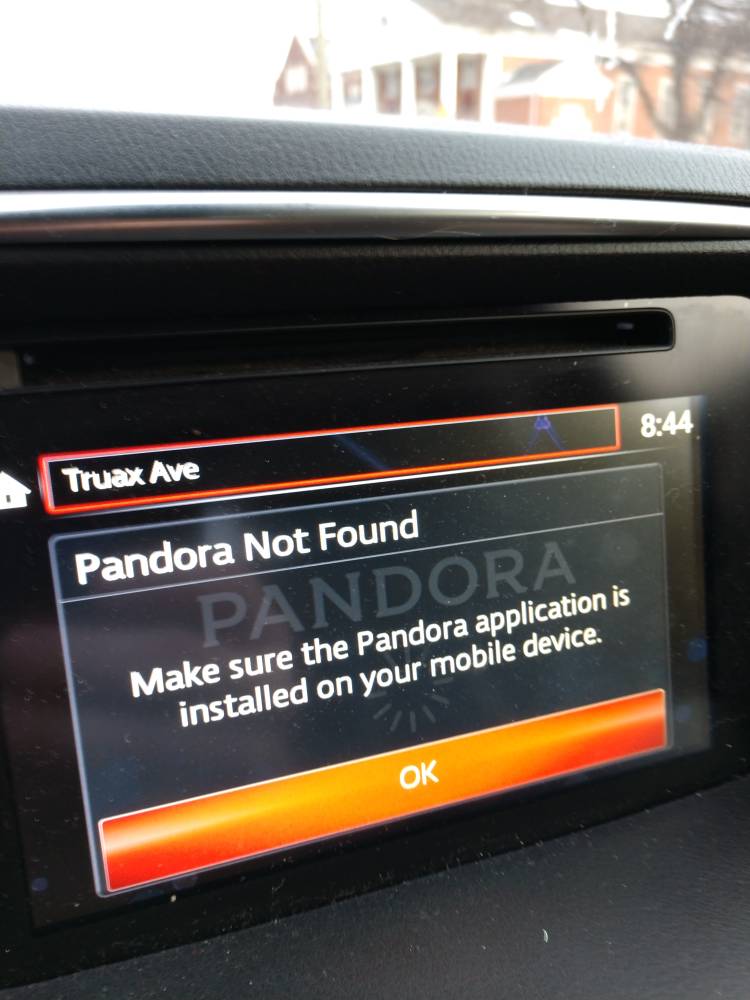 Truax Ave
8:44
Pandora Not Found
PANDORA
Make sure the Pandora application is
installed on your mobile device.
OK